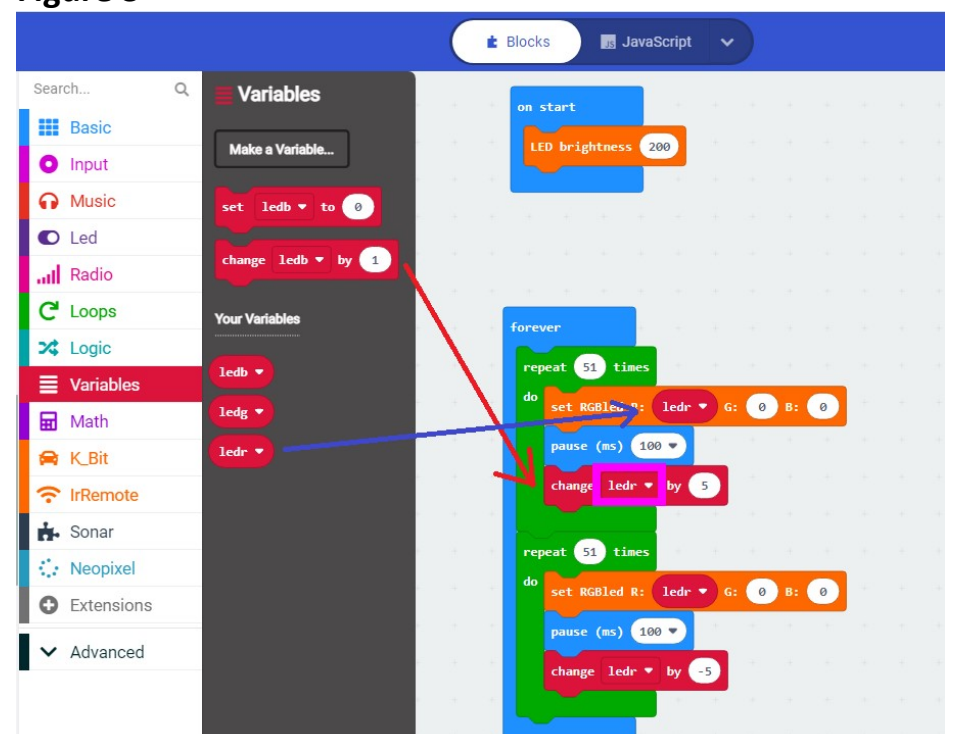 Blocks
JS JavaScript
Search...
Basic
Input
Music
Led
Radio
Loops
Logic
Variables
Math
K_Bit
IrRemote
Sonar
Neopixel
Extensions
Advanced
Variables
Make a Variable...
set ledb to 0
change ledb by 1
Your Variables
ledb
ledg
ledr
on start
LED brightness 200
forever
repeat 51 times
do
set RGBled R: ledr G: 0 B: 0
pause (ms) 100
change ledr by 5
repeat 51 times
do
set RGBled R: ledr G: 0 B: 0
pause (ms) 100
change ledr by -5